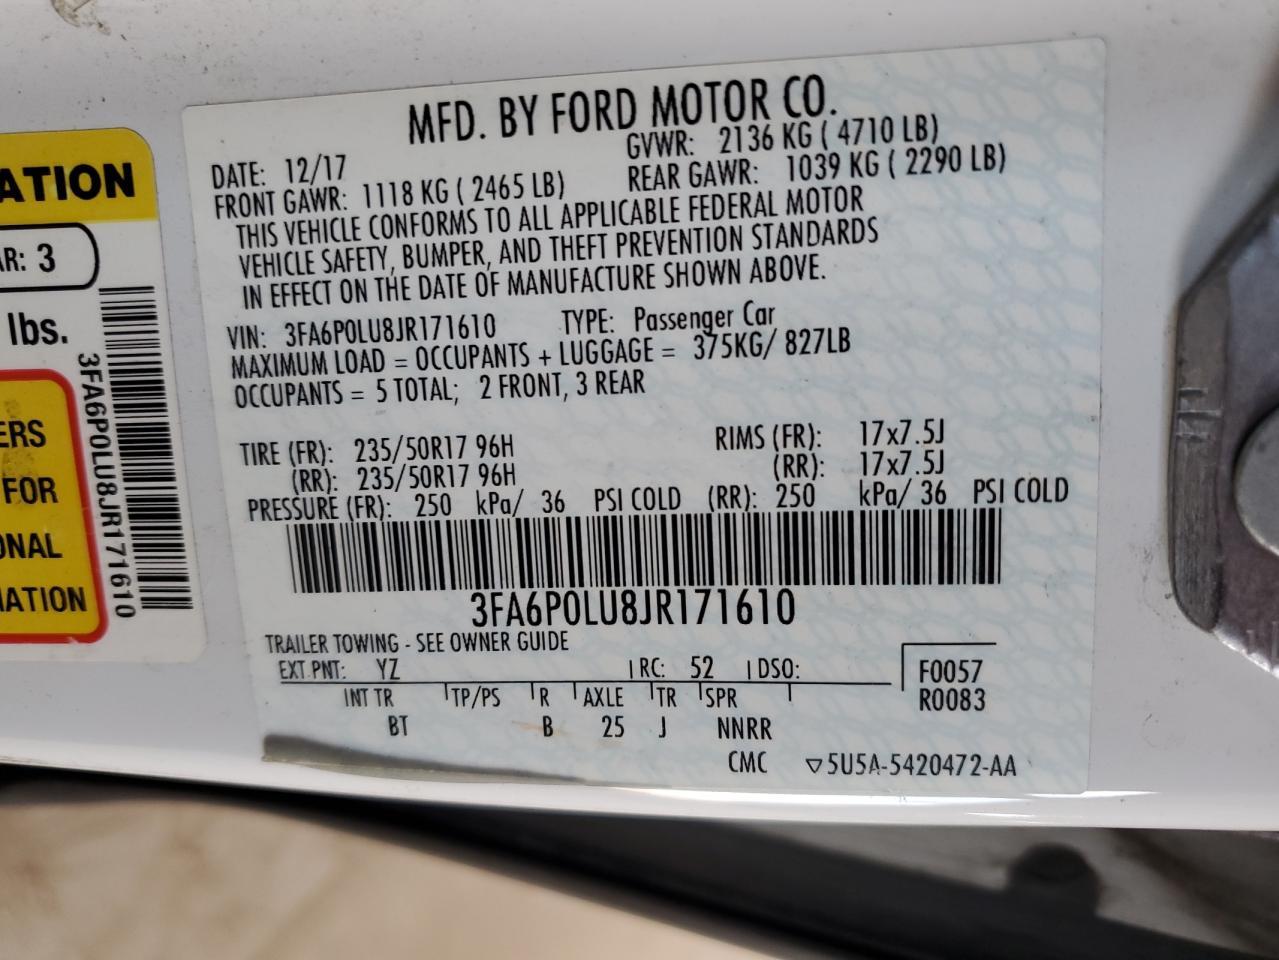 ATION
AR: 3
lbs.
ERS
FOR
ONAL
MATION
3FA6P0LU8JR171610
MFD. BY FORD MOTOR CO.
DATE: 12/17 GVWR: 2136 KG ( 4710 LB)
FRONT GAWR: 1118 KG ( 2465 LB) REAR GAWR: 1039 KG ( 2290 LB)
THIS VEHICLE CONFORMS TO ALL APPLICABLE FEDERAL MOTOR
VEHICLE SAFETY, BUMPER, AND THEFT PREVENTION STANDARDS
IN EFFECT ON THE DATE OF MANUFACTURE SHOWN ABOVE.
VIN: 3FA6P0LU8JR171610 TYPE: Passenger Car
MAXIMUM LOAD = OCCUPANTS + LUGGAGE = 375KG/ 827LB
OCCUPANTS = 5 TOTAL; 2 FRONT, 3 REAR
TIRE (FR): 235/50R17 96H RIMS (FR): 17x7.5J
(RR): 235/50R17 96H (RR): 17x7.5J
PRESSURE (FR): 250 kPa/ 36 PSI COLD (RR): 250 kPa/ 36 PSI COLD
3FA6P0LU8JR171610
TRAILER TOWING - SEE OWNER GUIDE
EXT PNT: YZ RC: 52 DSO: F0057
INT TR TP/PS R AXLE TR SPR R0083
BT B 25 J NNRR
CMC ▽5U5A-5420472-AA